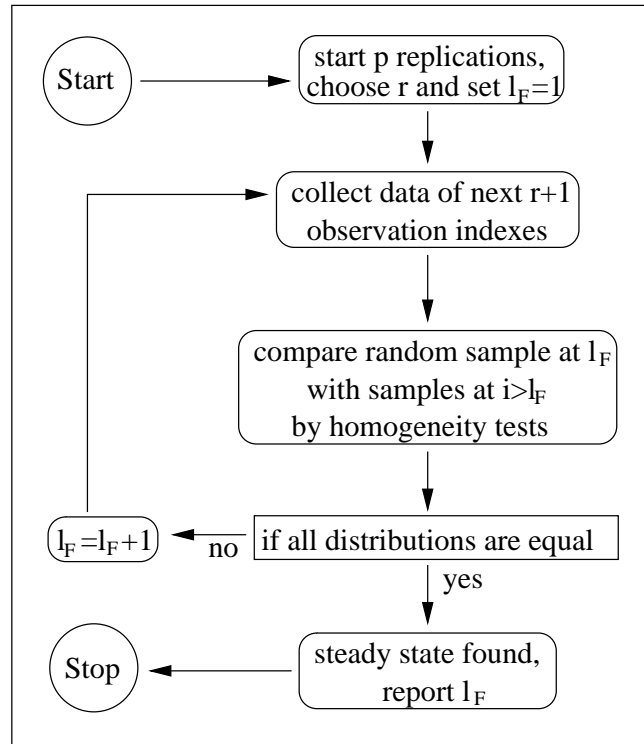 Start
start p replications,
choose r and set l_F=1
collect data of next r+1
observation indexes
compare random sample at l_F
with samples at i>l_F
by homogeneity tests
if all distributions are equal
no
l_F=l_F+1
yes
steady state found,
report l_F
Stop